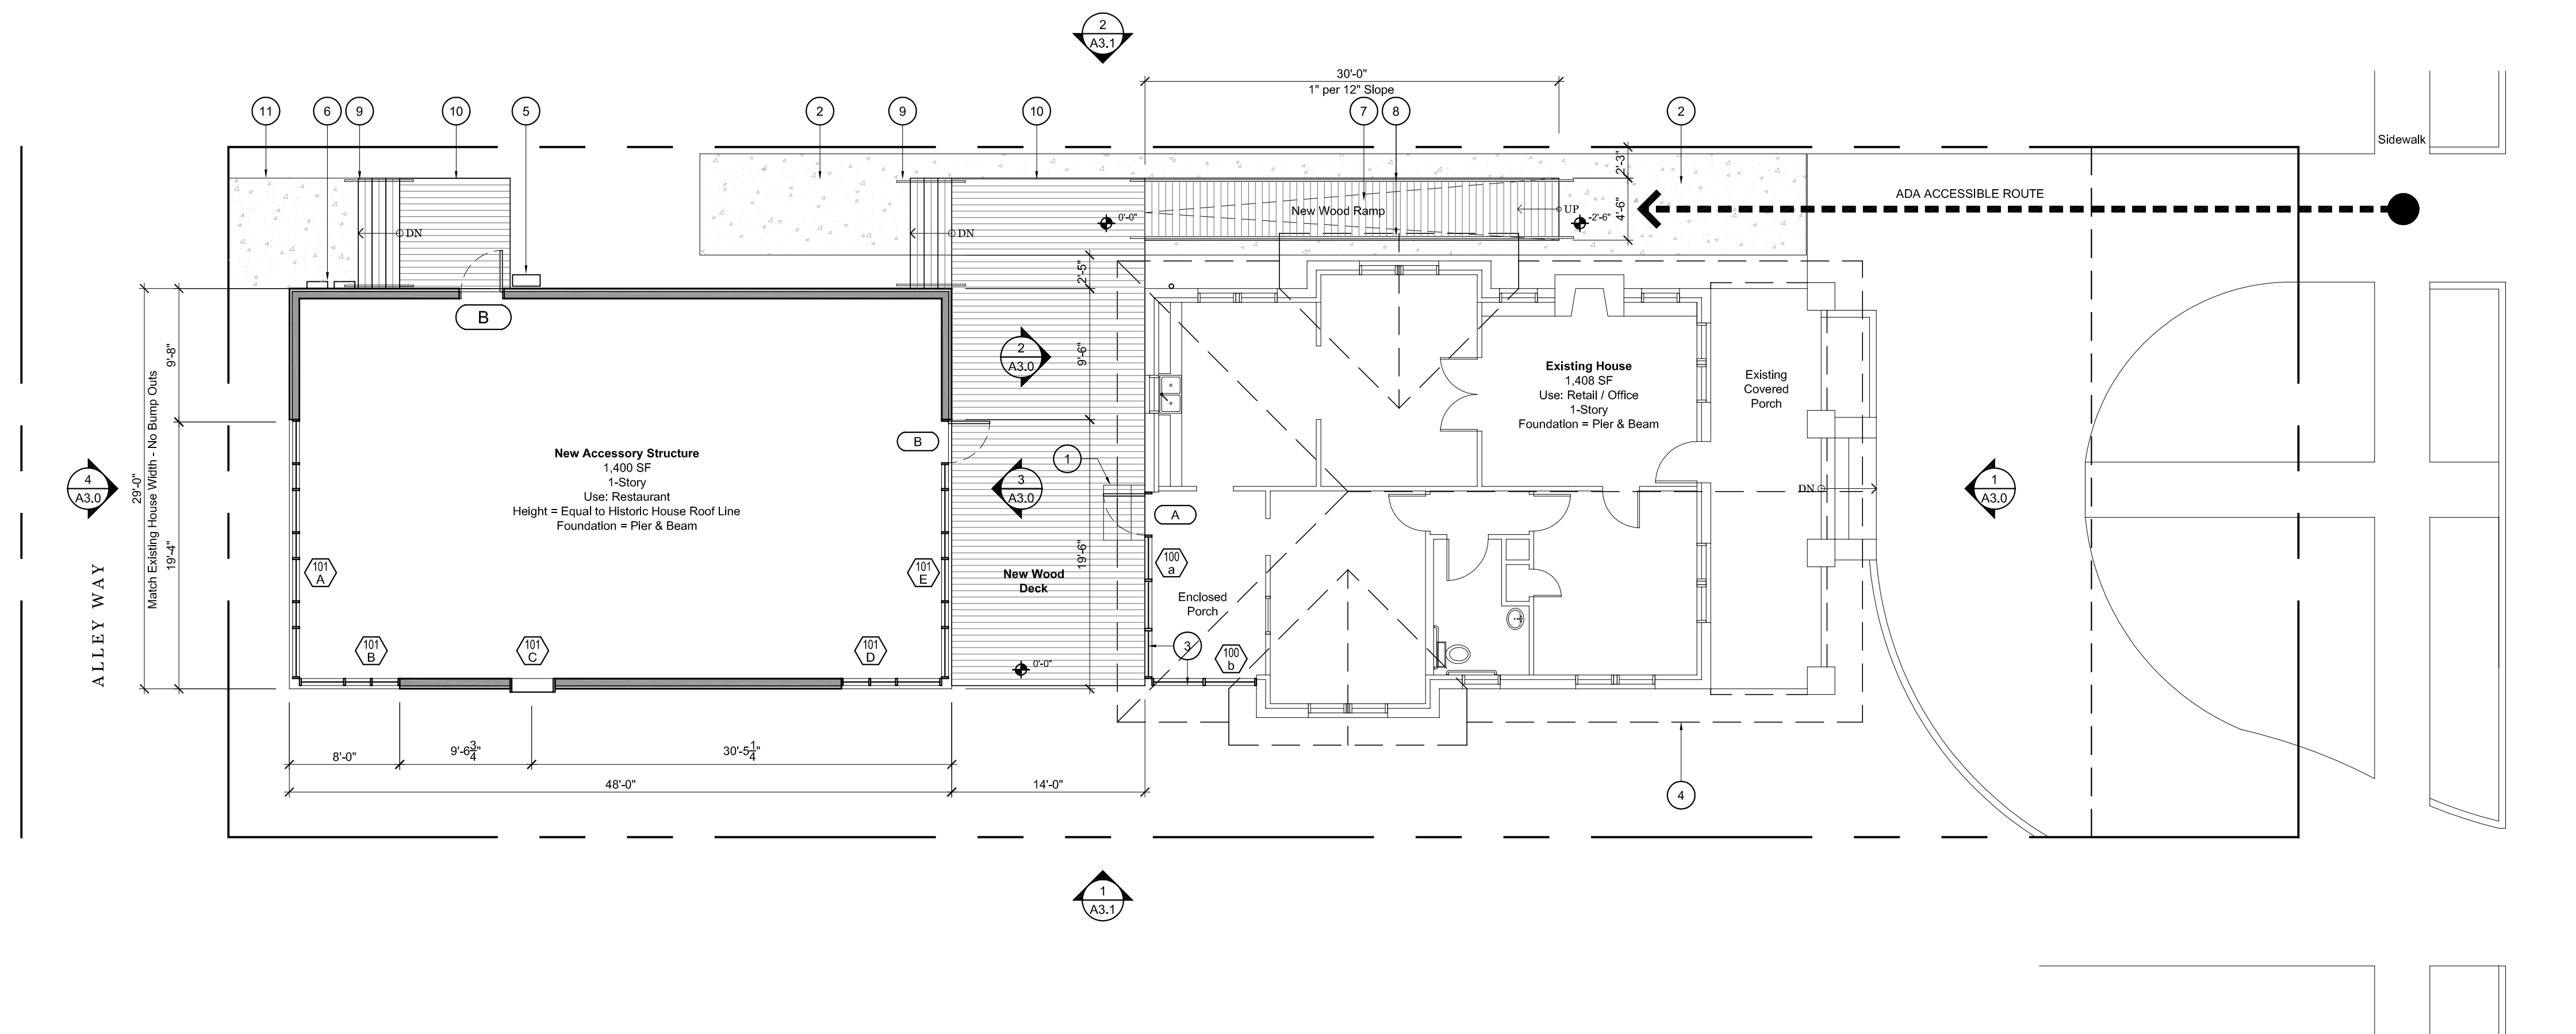 2
A3.1
30'-0"
1" per 12" Slope
11
6
9
10
5
2
9
10
7
8
2
Sidewalk
2'-3"
ADA ACCESSIBLE ROUTE
4'-6"
New Wood Ramp
UP
0'-0"
-2'-6"
DN
DN
2'-5"
B
9'-8"
2
A3.0
9'-6"
Existing House
1,408 SF
Use: Retail / Office
1-Story
Foundation = Pier & Beam
Existing
Covered
Porch
29'-0"
Match Existing House Width - No Bump Outs
B
1
New Accessory Structure
1,400 SF
1-Story
Use: Restaurant
Height = Equal to Historic House Roof Line
Foundation = Pier & Beam
4
A3.0
3
A3.0
DN
1
A3.0
A
19'-4"
19'-6"
ALLEY WAY
101
A
101
E
New Wood
Deck
100
a
Enclosed
Porch
101
B
101
C
101
D
0'-0"
3
100
b
8'-0"
9'-6 3/4"
30'-5 1/4"
48'-0"
14'-0"
4
1
A3.1